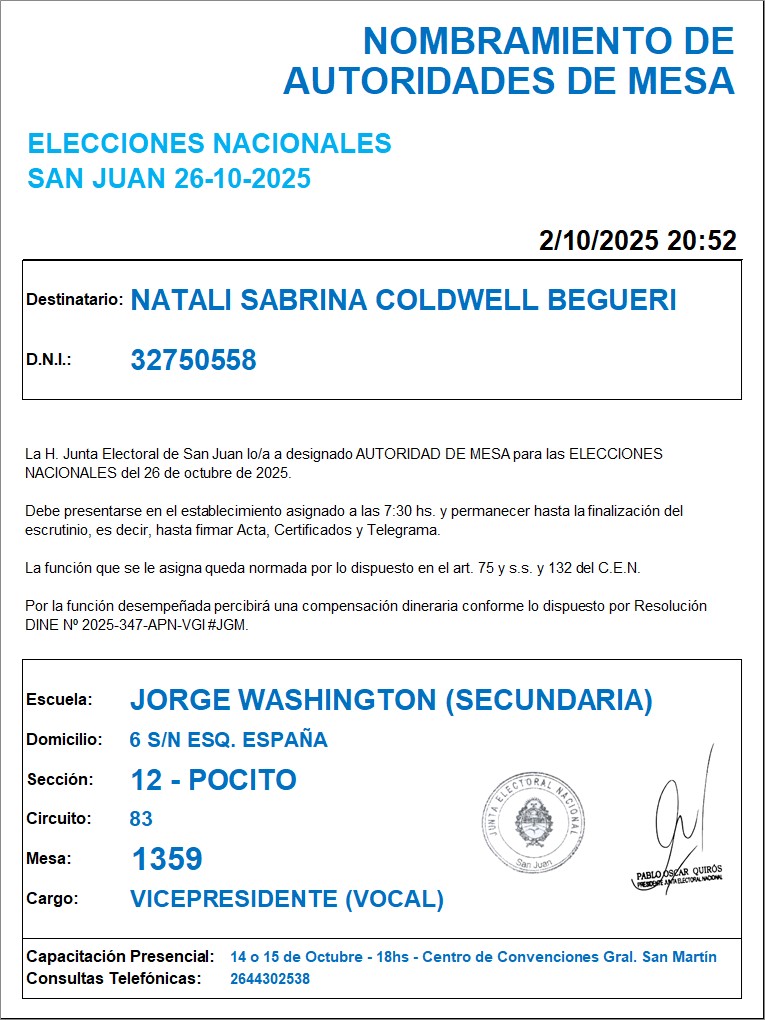 NOMBRAMIENTO DE
AUTORIDADES DE MESA
ELECCIONES NACIONALES
SAN JUAN 26-10-2025
2/10/2025 20:52
Destinatario: NATALI SABRINA COLDWELL BEGUERI
D.N.I.: 32750558
La H. Junta Electoral de San Juan lo/a a designado AUTORIDAD DE MESA para las ELECCIONES
NACIONALES del 26 de octubre de 2025.
Debe presentarse en el establecimiento asignado a las 7:30 hs. y permanecer hasta la finalización del
escrutinio, es decir, hasta firmar Acta, Certificados y Telegrama.
La función que se le asigna queda normada por lo dispuesto en el art. 75 y s.s. y 132 del C.E.N.
Por la función desempeñada percibirá una compensación dineraria conforme lo dispuesto por Resolución
DINE Nº 2025-347-APN-VGI#JGM.
Escuela: JORGE WASHINGTON (SECUNDARIA)
Domicilio: 6 S/N ESQ. ESPAÑA
Sección: 12 - POCITO
Circuito: 83
Mesa: 1359
Cargo: VICEPRESIDENTE (VOCAL)
JUNTA ELECTORAL NACIONAL
San Juan
PABLO OSCAR QUIRÓS
PRESIDENTE JUNTA ELECTORAL NACIONAL
Capacitación Presencial: 14 o 15 de Octubre - 18hs - Centro de Convenciones Gral. San Martín
Consultas Telefónicas: 2644302538